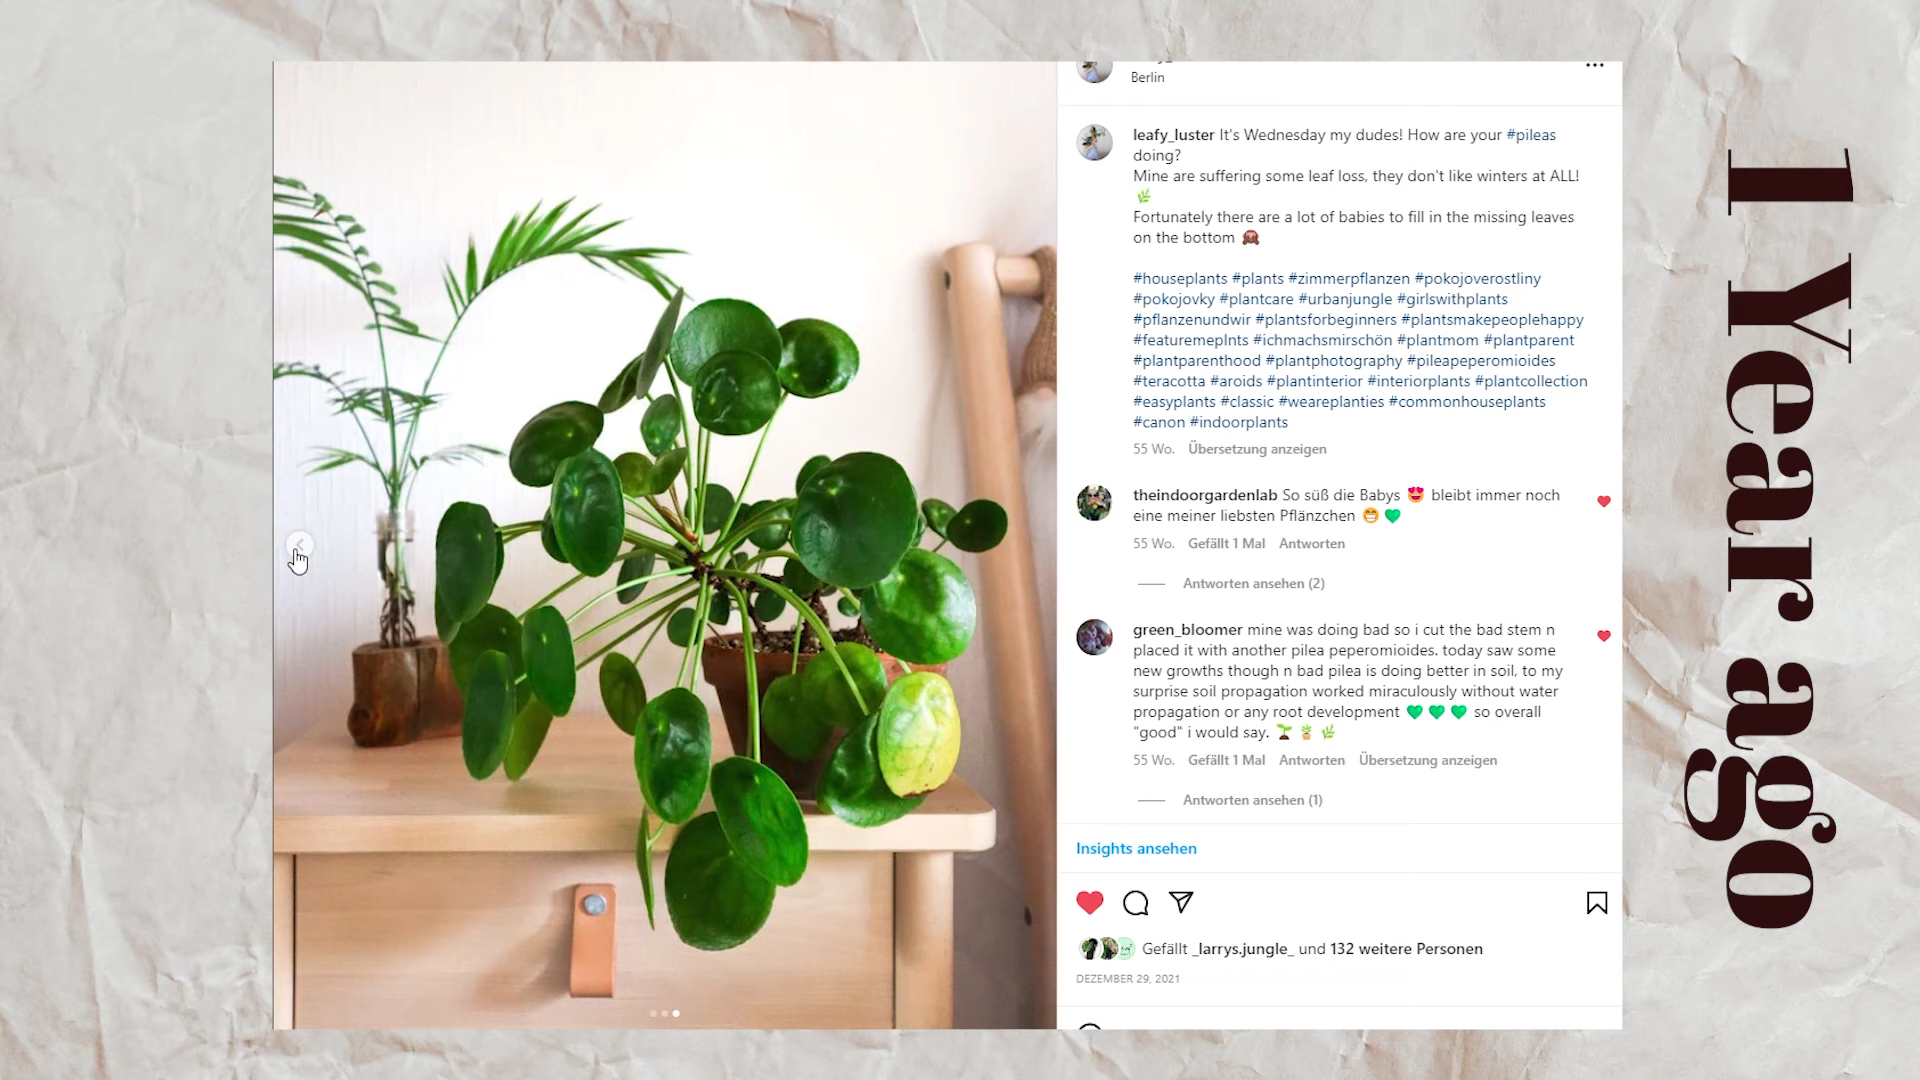 Berlin
leafy_luster It's Wednesday my dudes! How are your #pileas
doing?
Mine are suffering some leaf loss, they don't like winters at ALL!
🌿
Fortunately there are a lot of babies to fill in the missing leaves
on the bottom 🙈
#houseplants #plants #zimmerpflanzen #pokojoverostliny
#pokojovky #plantcare #urbanjungle #girlswithplants
#pflanzenundwir #plantsforbeginners #plantsmakepeoplehappy
#featuremeplnts #ichmachsmirschön #plantmom #plantparent
#plantparenthood #plantphotography #pileapeperomioides
#teracotta #aroids #plantinterior #interiorplants #plantcollection
#easyplants #classic #weareplanties #commonhouseplants
#canon #indoorplants
55 Wo. Übersetzung anzeigen
theindoorgardenlab So süß die Babys 😍 bleibt immer noch
eine meiner liebsten Pflänzchen 😁💚
55 Wo. Gefällt 1 Mal Antworten
Antworten ansehen (2)
green_bloomer mine was doing bad so i cut the bad stem n
placed it with another pilea peperomioides. today saw some
new growths though n bad pilea is doing better in soil, to my
surprise soil propagation worked miraculously without water
propagation or any root development 💚💚💚 so overall
"good" i would say. 🌱🪴🌿
55 Wo. Gefällt 1 Mal Antworten Übersetzung anzeigen
Antworten ansehen (1)
Insights ansehen
Gefällt _larrys.jungle_ und 132 weitere Personen
DEZEMBER 29, 2021
1 Year ago